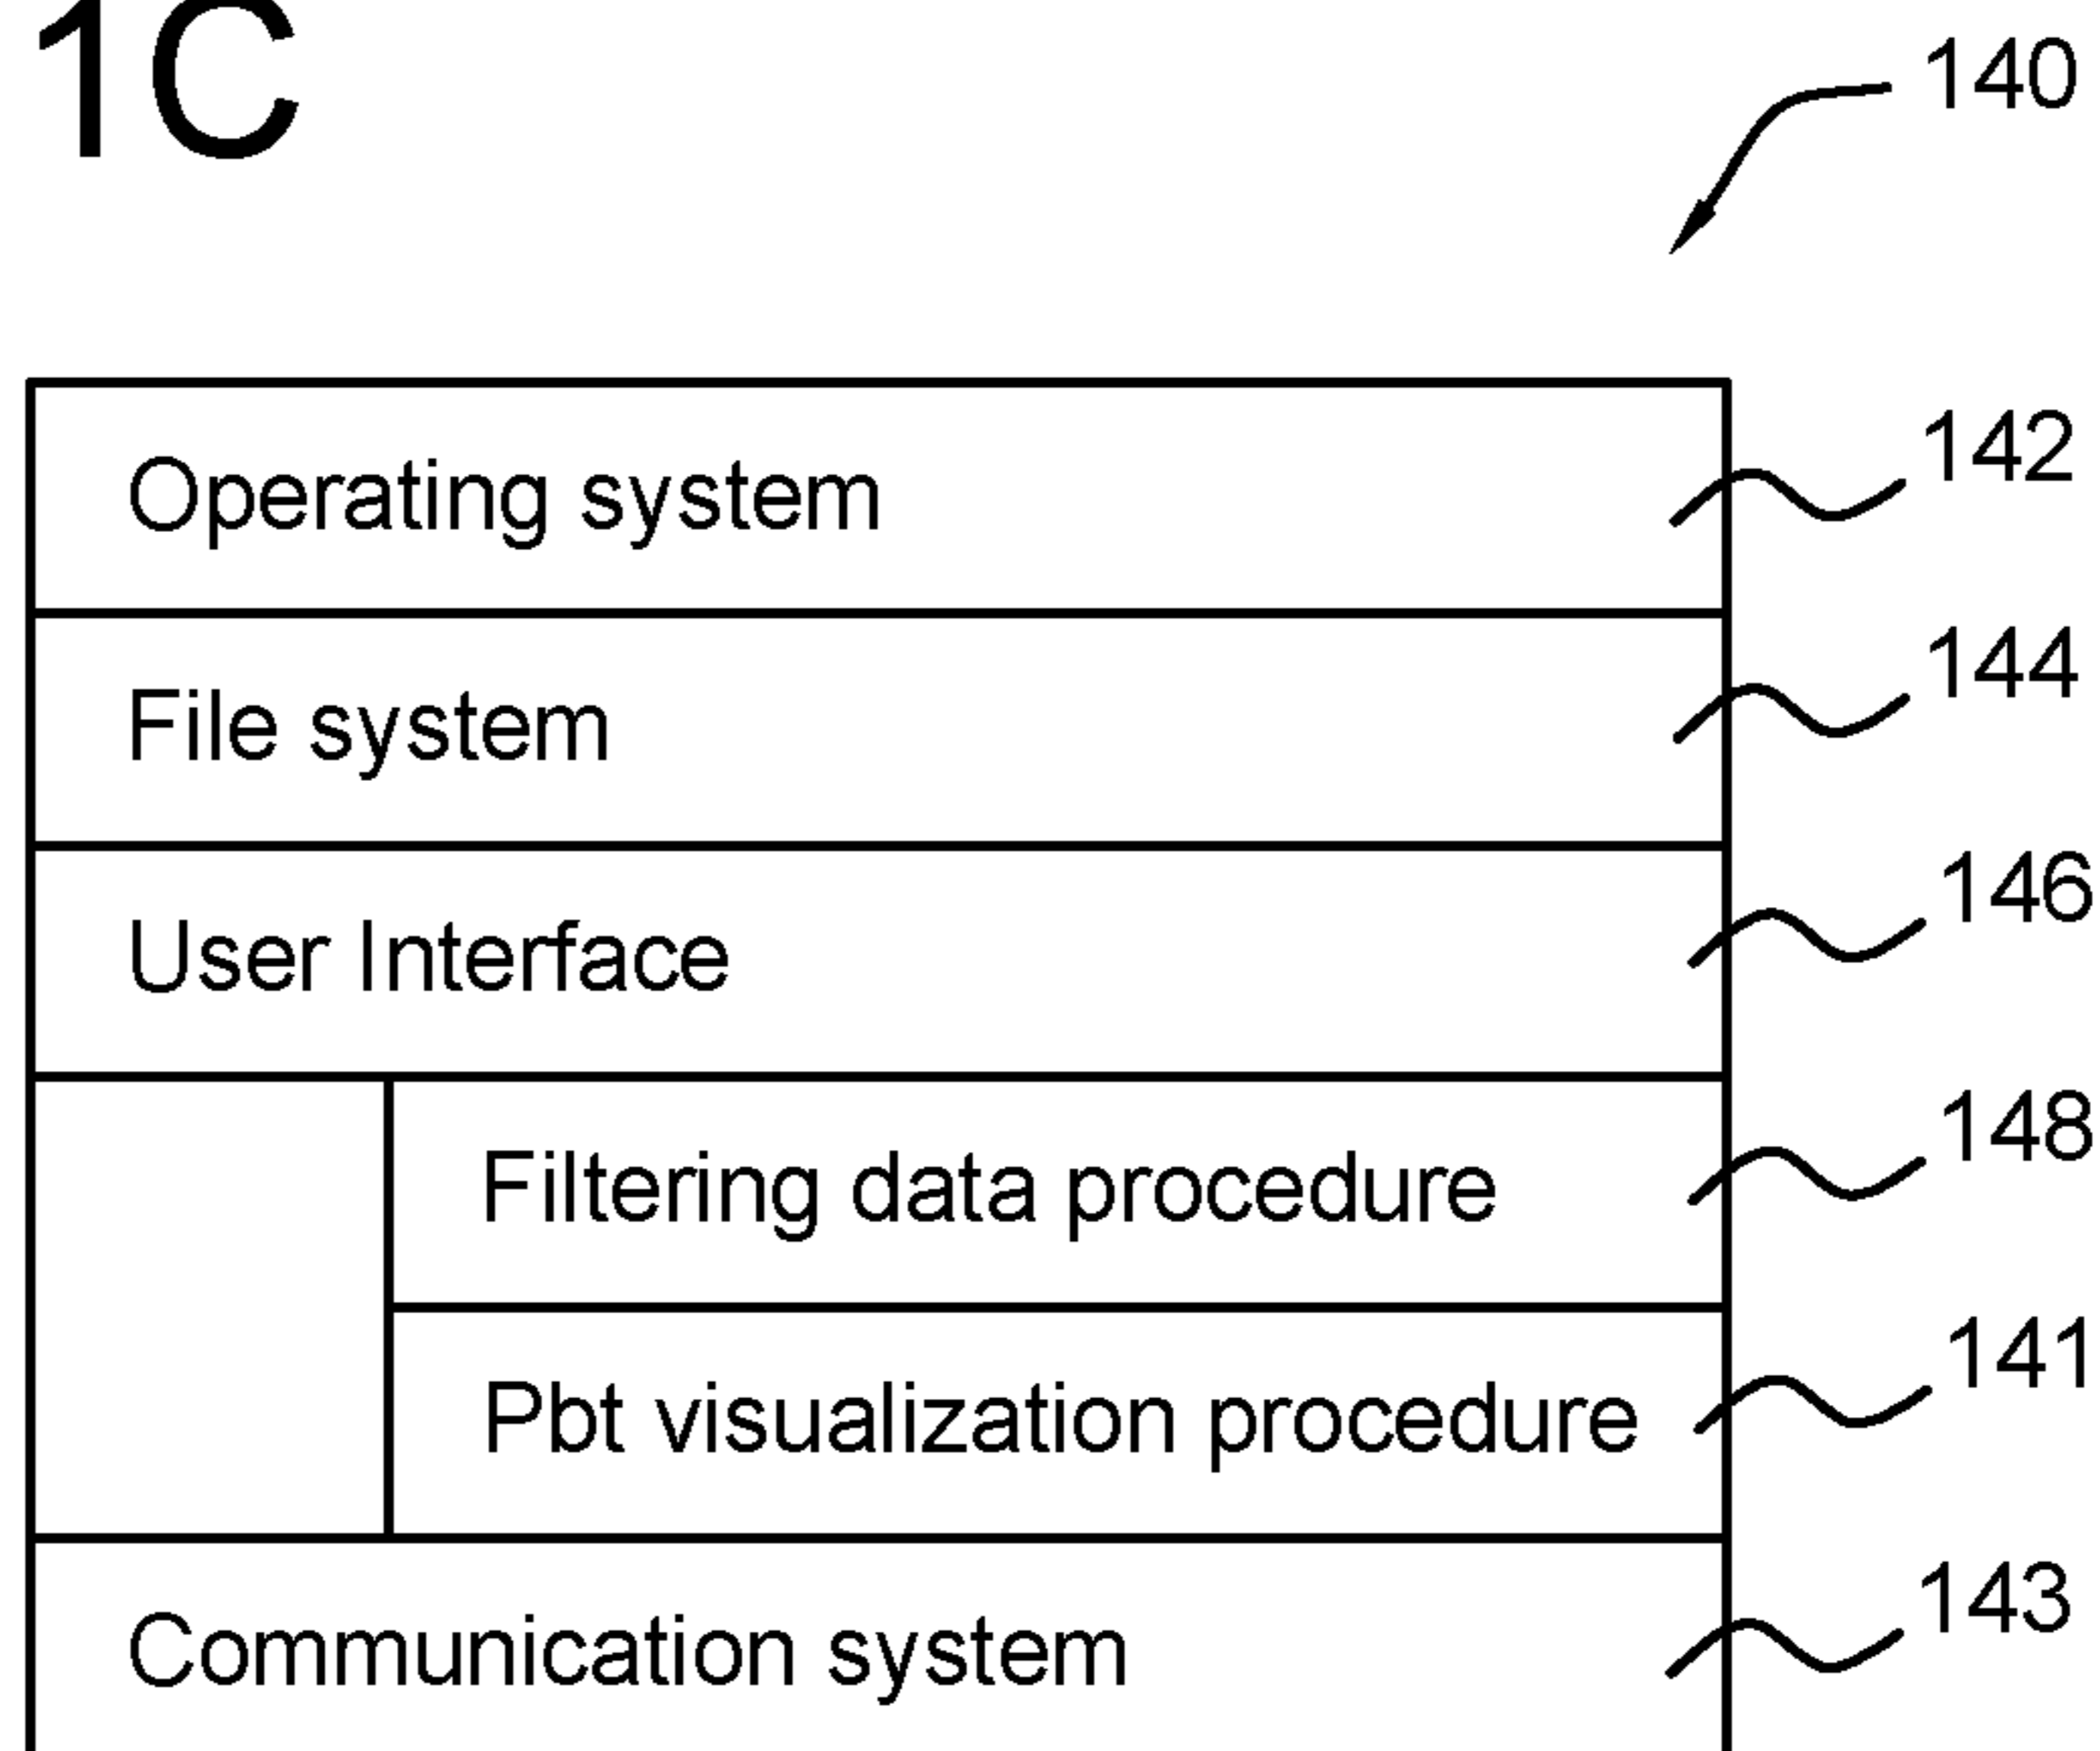 1C
140
Operating system 142
File system 144
User Interface 146
Filtering data procedure 148
Pbt visualization procedure 141
Communication system 143